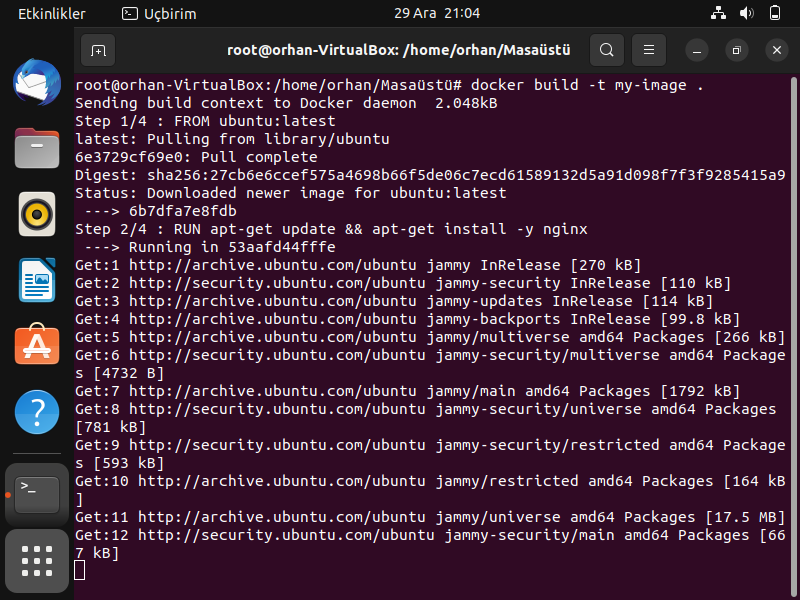 Etkinlikler
Uçbirim
29 Ara 21:04
root@orhan-VirtualBox: /home/orhan/Masaüstü
root@orhan-VirtualBox:/home/orhan/Masaüstü# docker build -t my-image .
Sending build context to Docker daemon  2.048kB
Step 1/4 : FROM ubuntu:latest
latest: Pulling from library/ubuntu
6e3729cf69e0: Pull complete
Digest: sha256:27cb6e6ccef575a4698b66f5de06c7ecd61589132d5a91d098f7f3f9285415a9
Status: Downloaded newer image for ubuntu:latest
 ---> 6b7dfa7e8fdb
Step 2/4 : RUN apt-get update && apt-get install -y nginx
 ---> Running in 53aafd44fffe
Get:1 http://archive.ubuntu.com/ubuntu jammy InRelease [270 kB]
Get:2 http://security.ubuntu.com/ubuntu jammy-security InRelease [110 kB]
Get:3 http://archive.ubuntu.com/ubuntu jammy-updates InRelease [114 kB]
Get:4 http://archive.ubuntu.com/ubuntu jammy-backports InRelease [99.8 kB]
Get:5 http://archive.ubuntu.com/ubuntu jammy/multiverse amd64 Packages [266 kB]
Get:6 http://security.ubuntu.com/ubuntu jammy-security/multiverse amd64 Package
s [4732 B]
Get:7 http://archive.ubuntu.com/ubuntu jammy/main amd64 Packages [1792 kB]
Get:8 http://security.ubuntu.com/ubuntu jammy-security/universe amd64 Packages
[781 kB]
Get:9 http://security.ubuntu.com/ubuntu jammy-security/restricted amd64 Package
s [593 kB]
Get:10 http://archive.ubuntu.com/ubuntu jammy/restricted amd64 Packages [164 kB
]
Get:11 http://archive.ubuntu.com/ubuntu jammy/universe amd64 Packages [17.5 MB]
Get:12 http://security.ubuntu.com/ubuntu jammy-security/main amd64 Packages [66
7 kB]